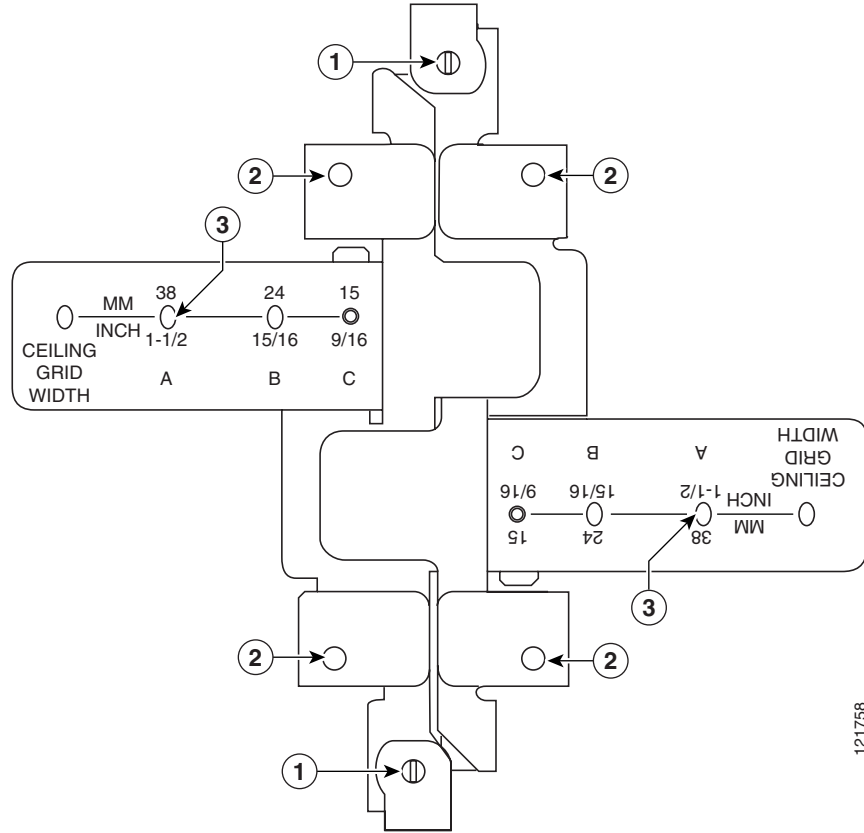 1
2
2
3
38 24 15
MM
INCH
1-1/2 15/16 9/16
CEILING
GRID
WIDTH
A B C
CEILING
GRID
WIDTH
A B C
1-1/2 15/16 9/16
INCH
MM
38 24 15
3
2
2
1
121758